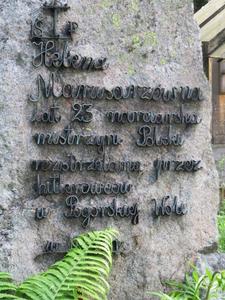 Ś.†P.
Helena
Marusarzówna
lat 23 narciarska
mistrzyni Polski
rozstrzelana przez
hitlerowców
w Pogórskiej Woli